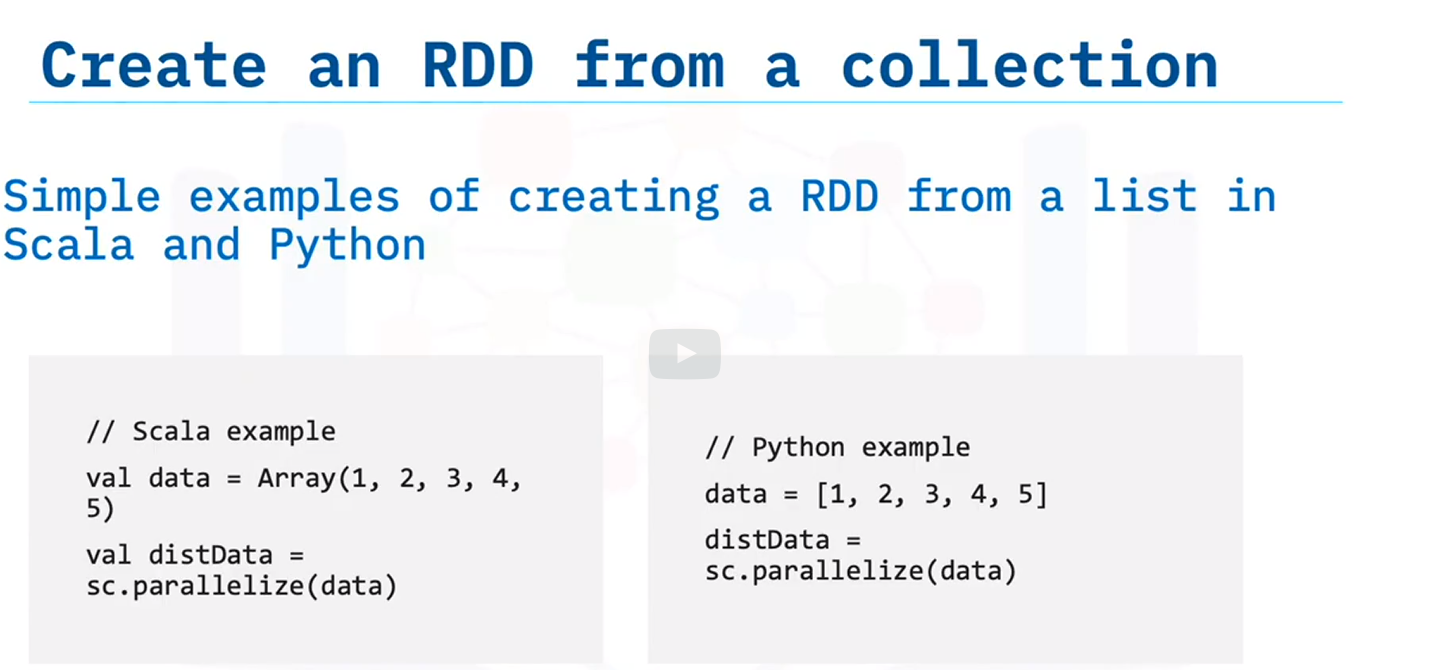 Create an RDD from a collection
Simple examples of creating a RDD from a list in
Scala and Python
// Scala example
val data = Array(1, 2, 3, 4,
5)
val distData =
sc.parallelize(data)
// Python example
data = [1, 2, 3, 4, 5]
distData =
sc.parallelize(data)